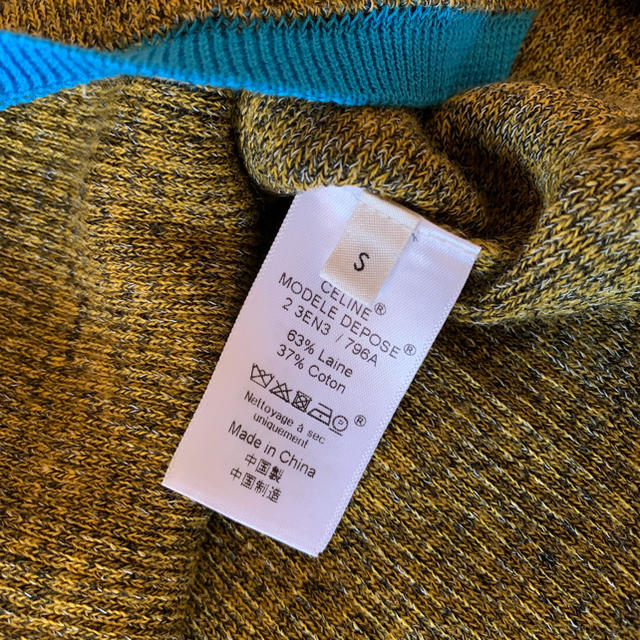 S
CELINE®
MODELE DEPOSE®
2 3EN3 / 796A
63% Laine
37% Coton
®
Nettoyage à sec
uniquement
Made in China
中国製
中国制造